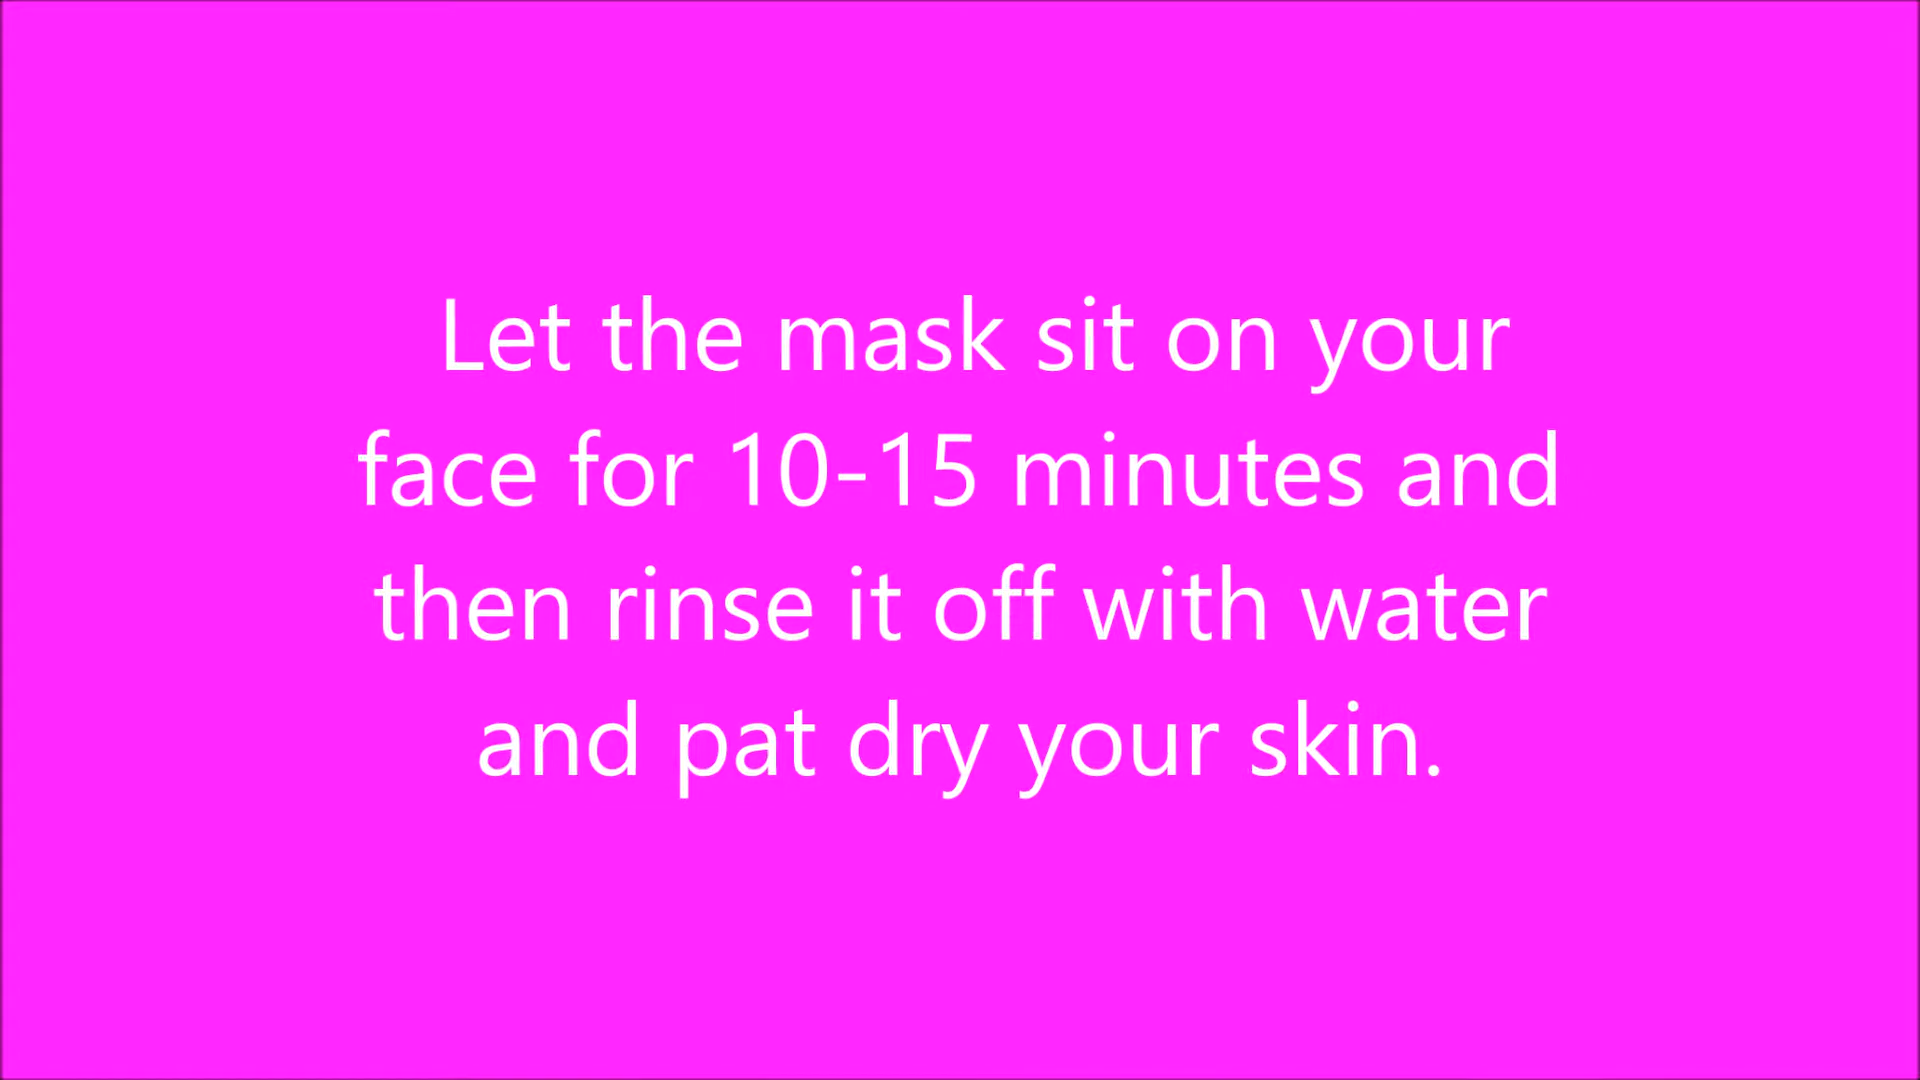 Let the mask sit on your
face for 10-15 minutes and
then rinse it off with water
and pat dry your skin.